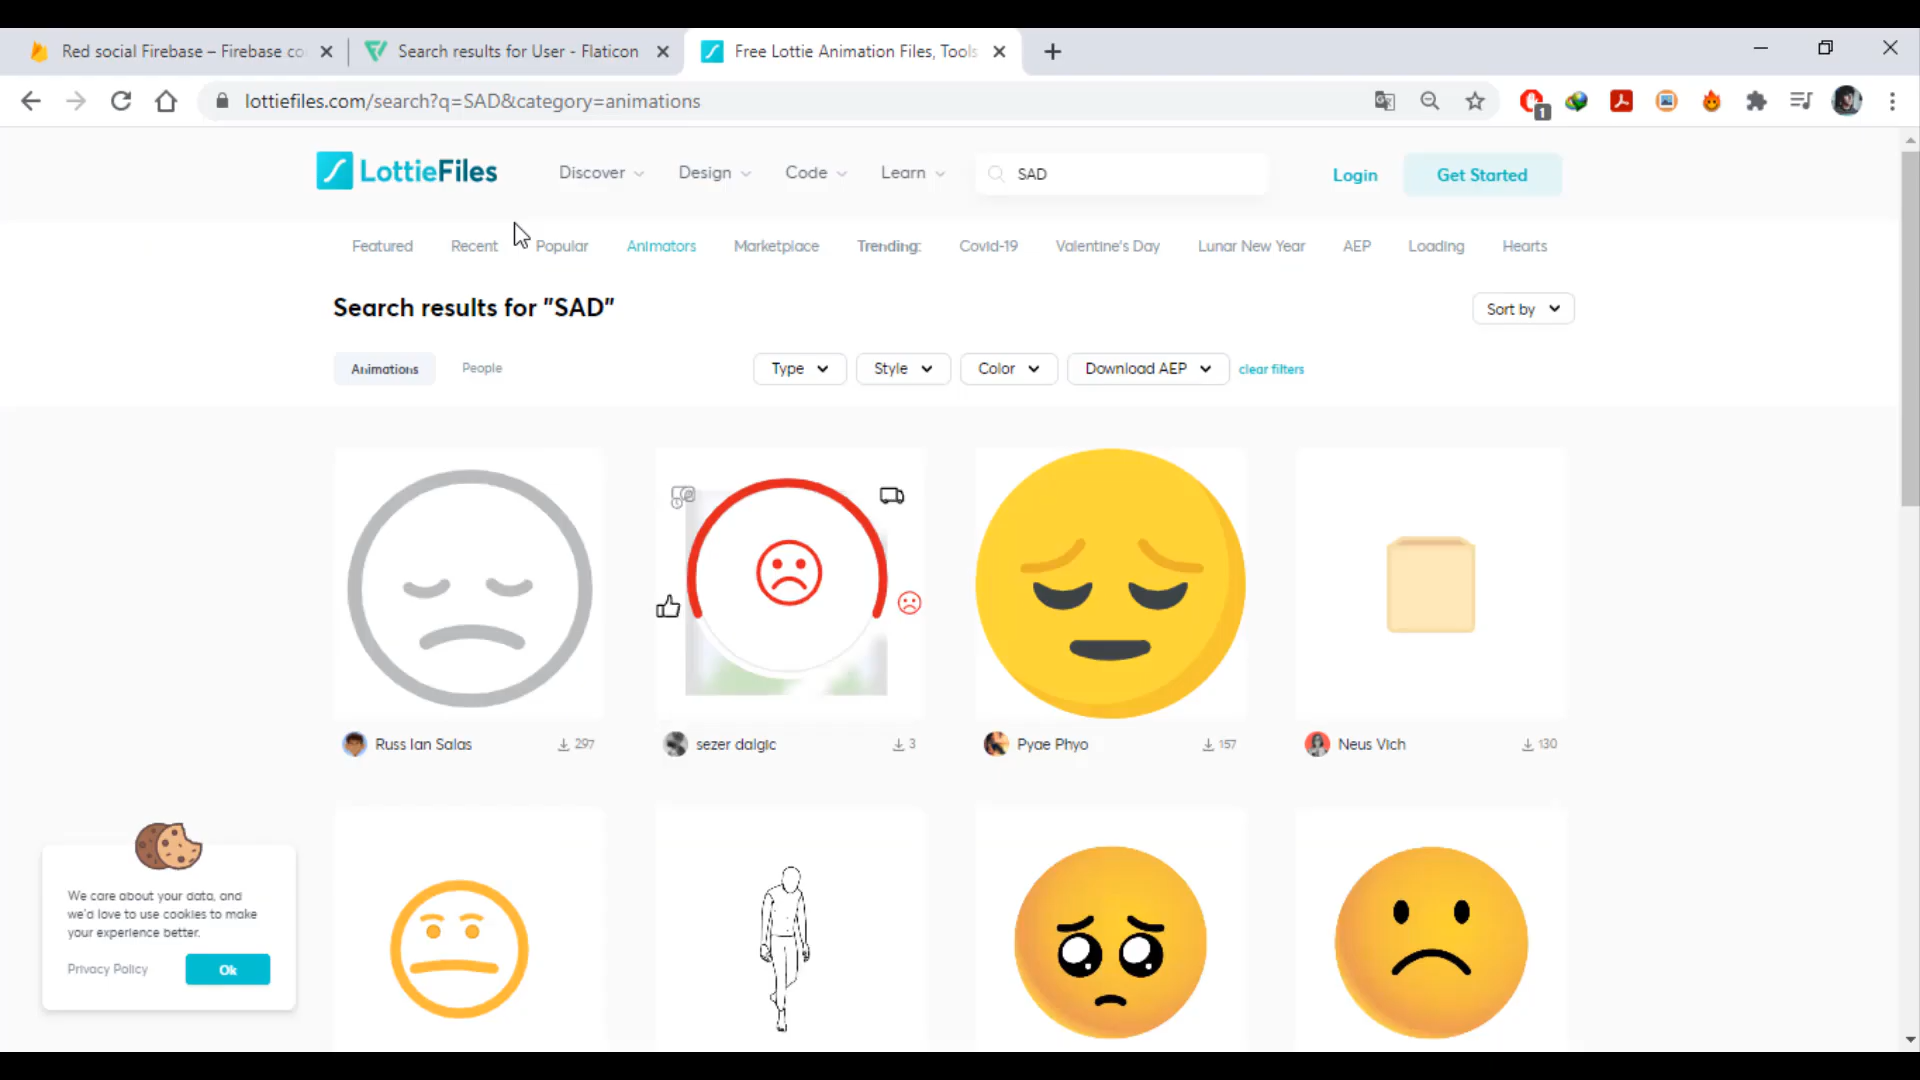 Red social Firebase – Firebase co
Search results for User - Flaticon
Free Lottie Animation Files, Tools
lottiefiles.com/search?q=SAD&category=animations
1
LottieFiles
Discover
Design
Code
Learn
SAD
Login
Get Started
Featured
Recent
Popular
Animators
Marketplace
Trending:
Covid-19
Valentine's Day
Lunar New Year
AEP
Loading
Hearts
Search results for "SAD"
Sort by
Animations
People
Type
Style
Color
Download AEP
clear filters
Russ Ian Salas
297
sezer dalgic
3
Pyae Phyo
157
Neus Vich
130
We care about your data, and
we'd love to use cookies to make
your experience better.
Privacy Policy
Ok